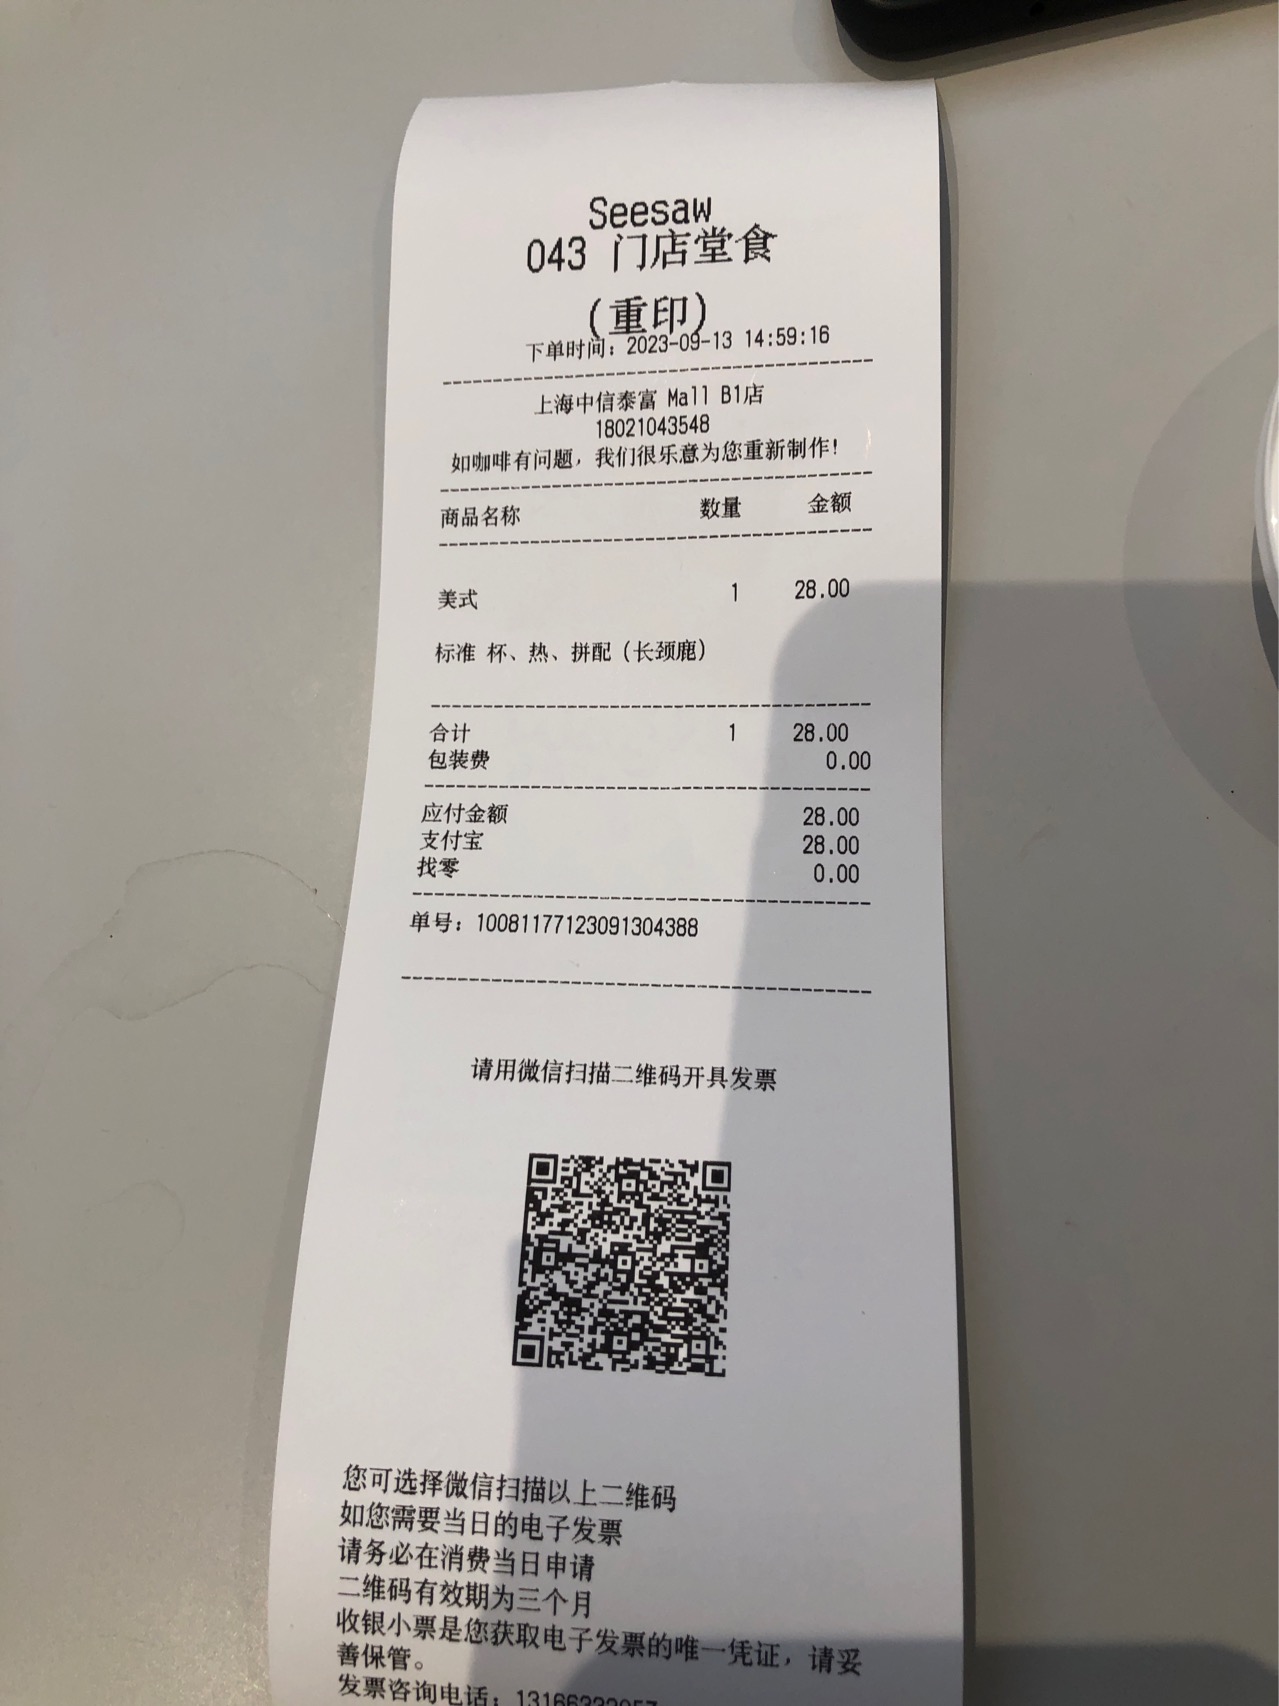 Seesaw
043 门店堂食
(重印)
下单时间：2023-09-13 14:59:16
上海中信泰富 Mall B1店
18021043548
如咖啡有问题，我们很乐意为您重新制作!
商品名称 数量 金额
美式 1 28.00
标准 杯、热、拼配（长颈鹿）
合计 1 28.00
包装费 0.00
应付金额 28.00
支付宝 28.00
找零 0.00
单号：10081177123091304388
请用微信扫描二维码开具发票
您可选择微信扫描以上二维码
如您需要当日的电子发票
请务必在消费当日申请
二维码有效期为三个月
收银小票是您获取电子发票的唯一凭证，请妥
善保管。
发票咨询电话：